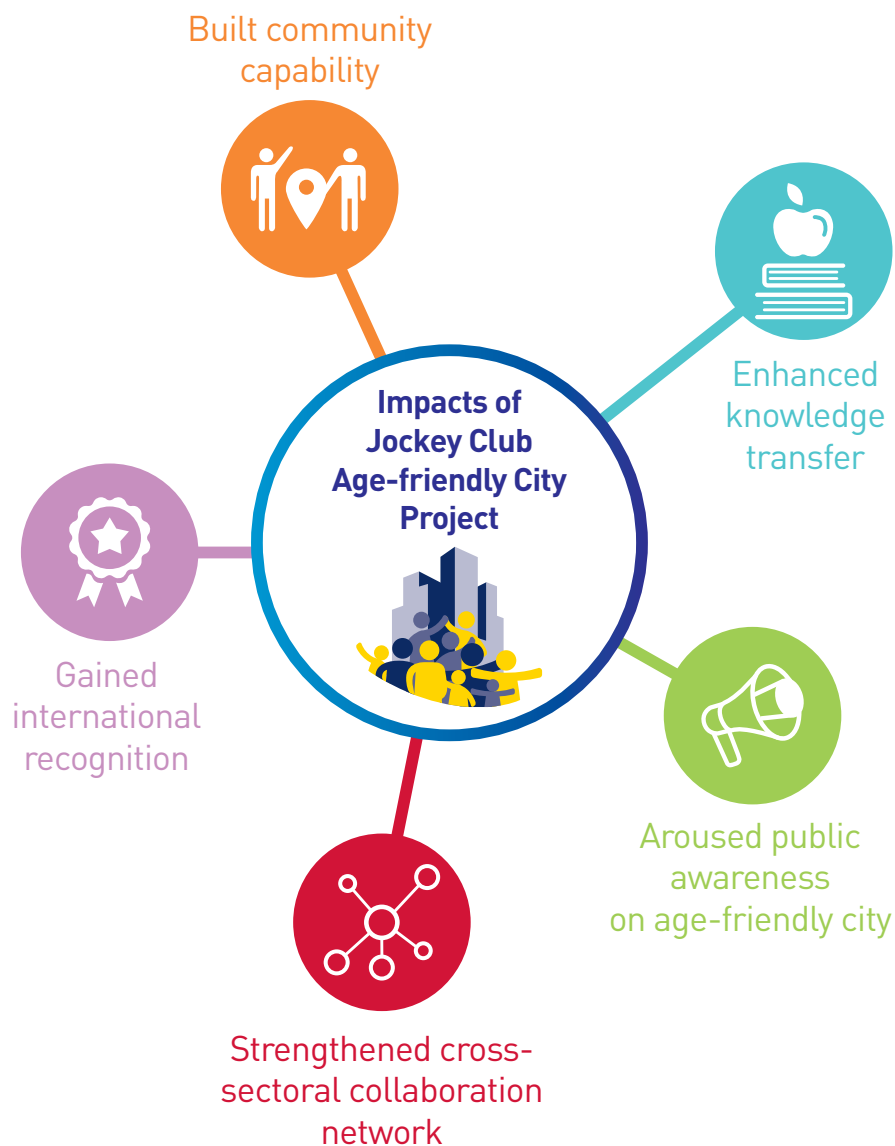 Built community
capability
Enhanced
knowledge
transfer
Impacts of
Jockey Club
Age-friendly City
Project
Gained
international
recognition
Aroused public
awareness
on age-friendly city
Strengthened cross-
sectoral collaboration
network